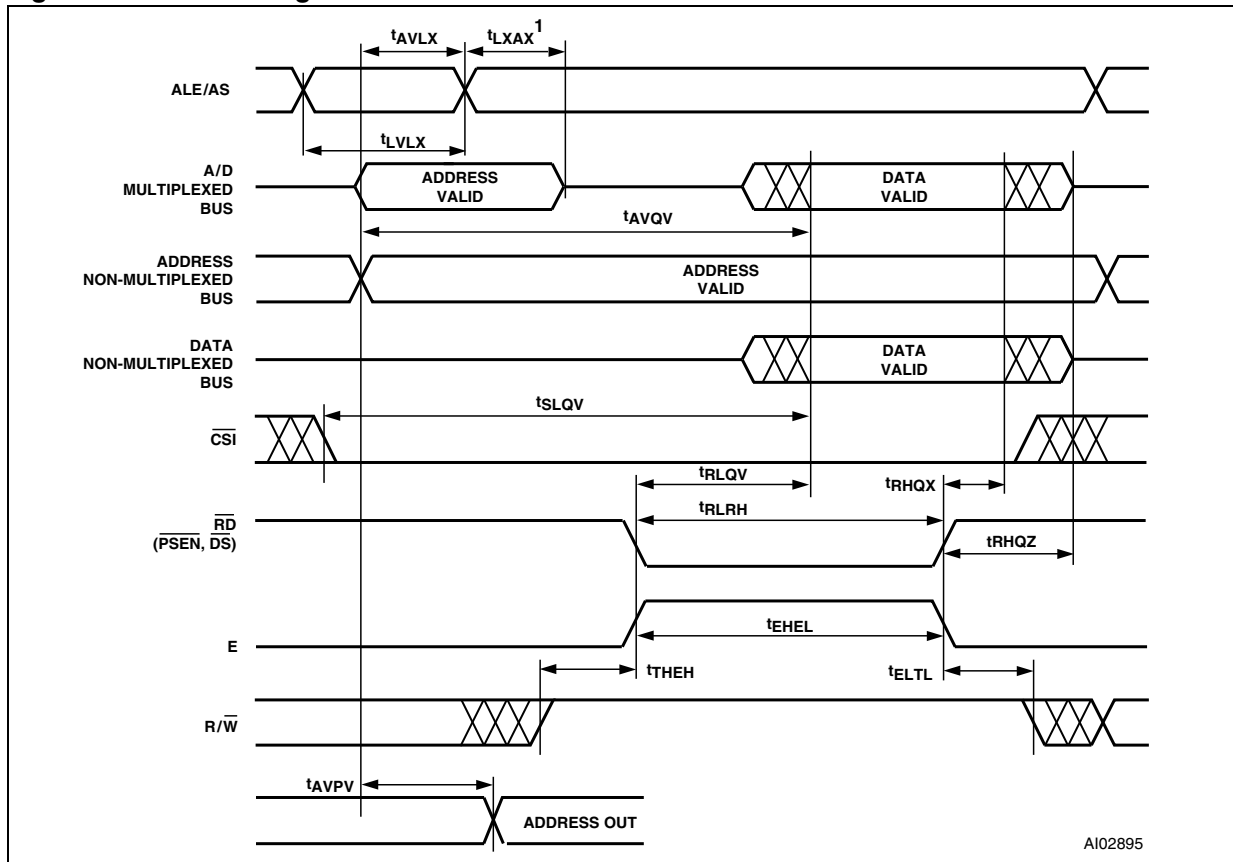 tAVLX tLXAX1
ALE/AS
tLVLX
A/D
MULTIPLEXED
BUS
ADDRESS
VALID
DATA
VALID
tAVQV
ADDRESS
NON-MULTIPLEXED
BUS
ADDRESS
VALID
DATA
NON-MULTIPLEXED
BUS
DATA
VALID
tSLQV
CSI
tRLQV
tRHQX
tRLRH
RD
(PSEN, DS)
tRHQZ
tEHEL
E
tTHEH
tELTL
R/W
tAVPV
ADDRESS OUT
AI02895